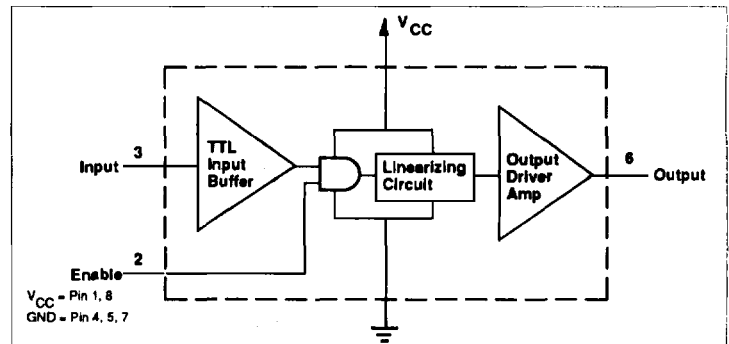 VCC
3
Input
TTL
Input
Buffer
Linearizing
Circuit
Output
Driver
Amp
6
Output
2
Enable
VCC = Pin 1, 8
GND = Pin 4, 5, 7